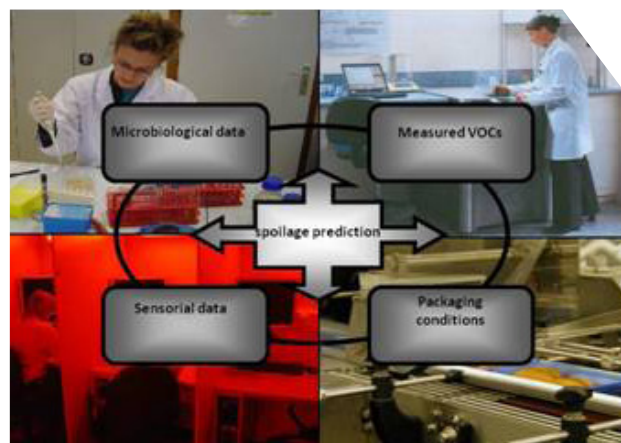 Microbiological data
Measured VOCs
spoilage prediction
Sensorial data
Packaging
conditions